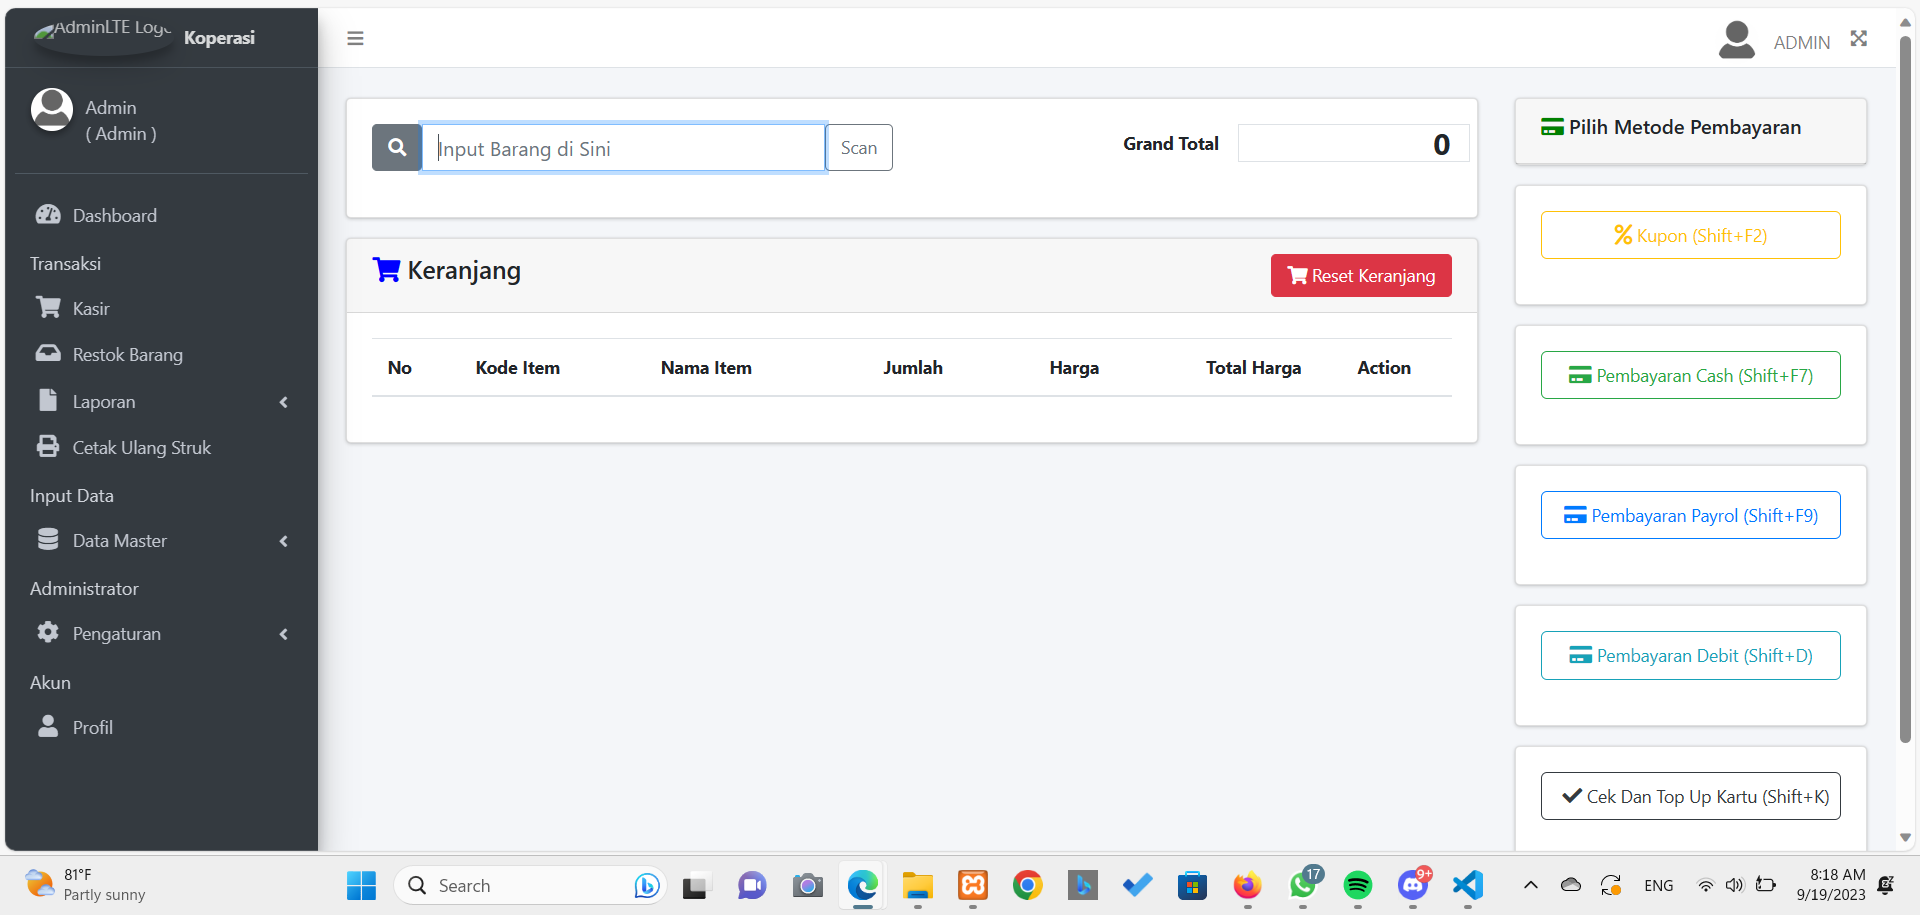 AdminLTE Logo
Koperasi
ADMIN
Admin
( Admin )
Dashboard
Transaksi
Kasir
Restok Barang
Laporan
Cetak Ulang Struk
Input Data
Data Master
Administrator
Pengaturan
Akun
Profil
Input Barang di Sini
Scan
Grand Total
0
Keranjang
Reset Keranjang
No Kode Item Nama Item Jumlah Harga Total Harga Action
Pilih Metode Pembayaran
Kupon (Shift+F2)
Pembayaran Cash (Shift+F7)
Pembayaran Payrol (Shift+F9)
Pembayaran Debit (Shift+D)
Cek Dan Top Up Kartu (Shift+K)
81°F
Partly sunny
Search
17
9+
ENG
8:18 AM
9/19/2023